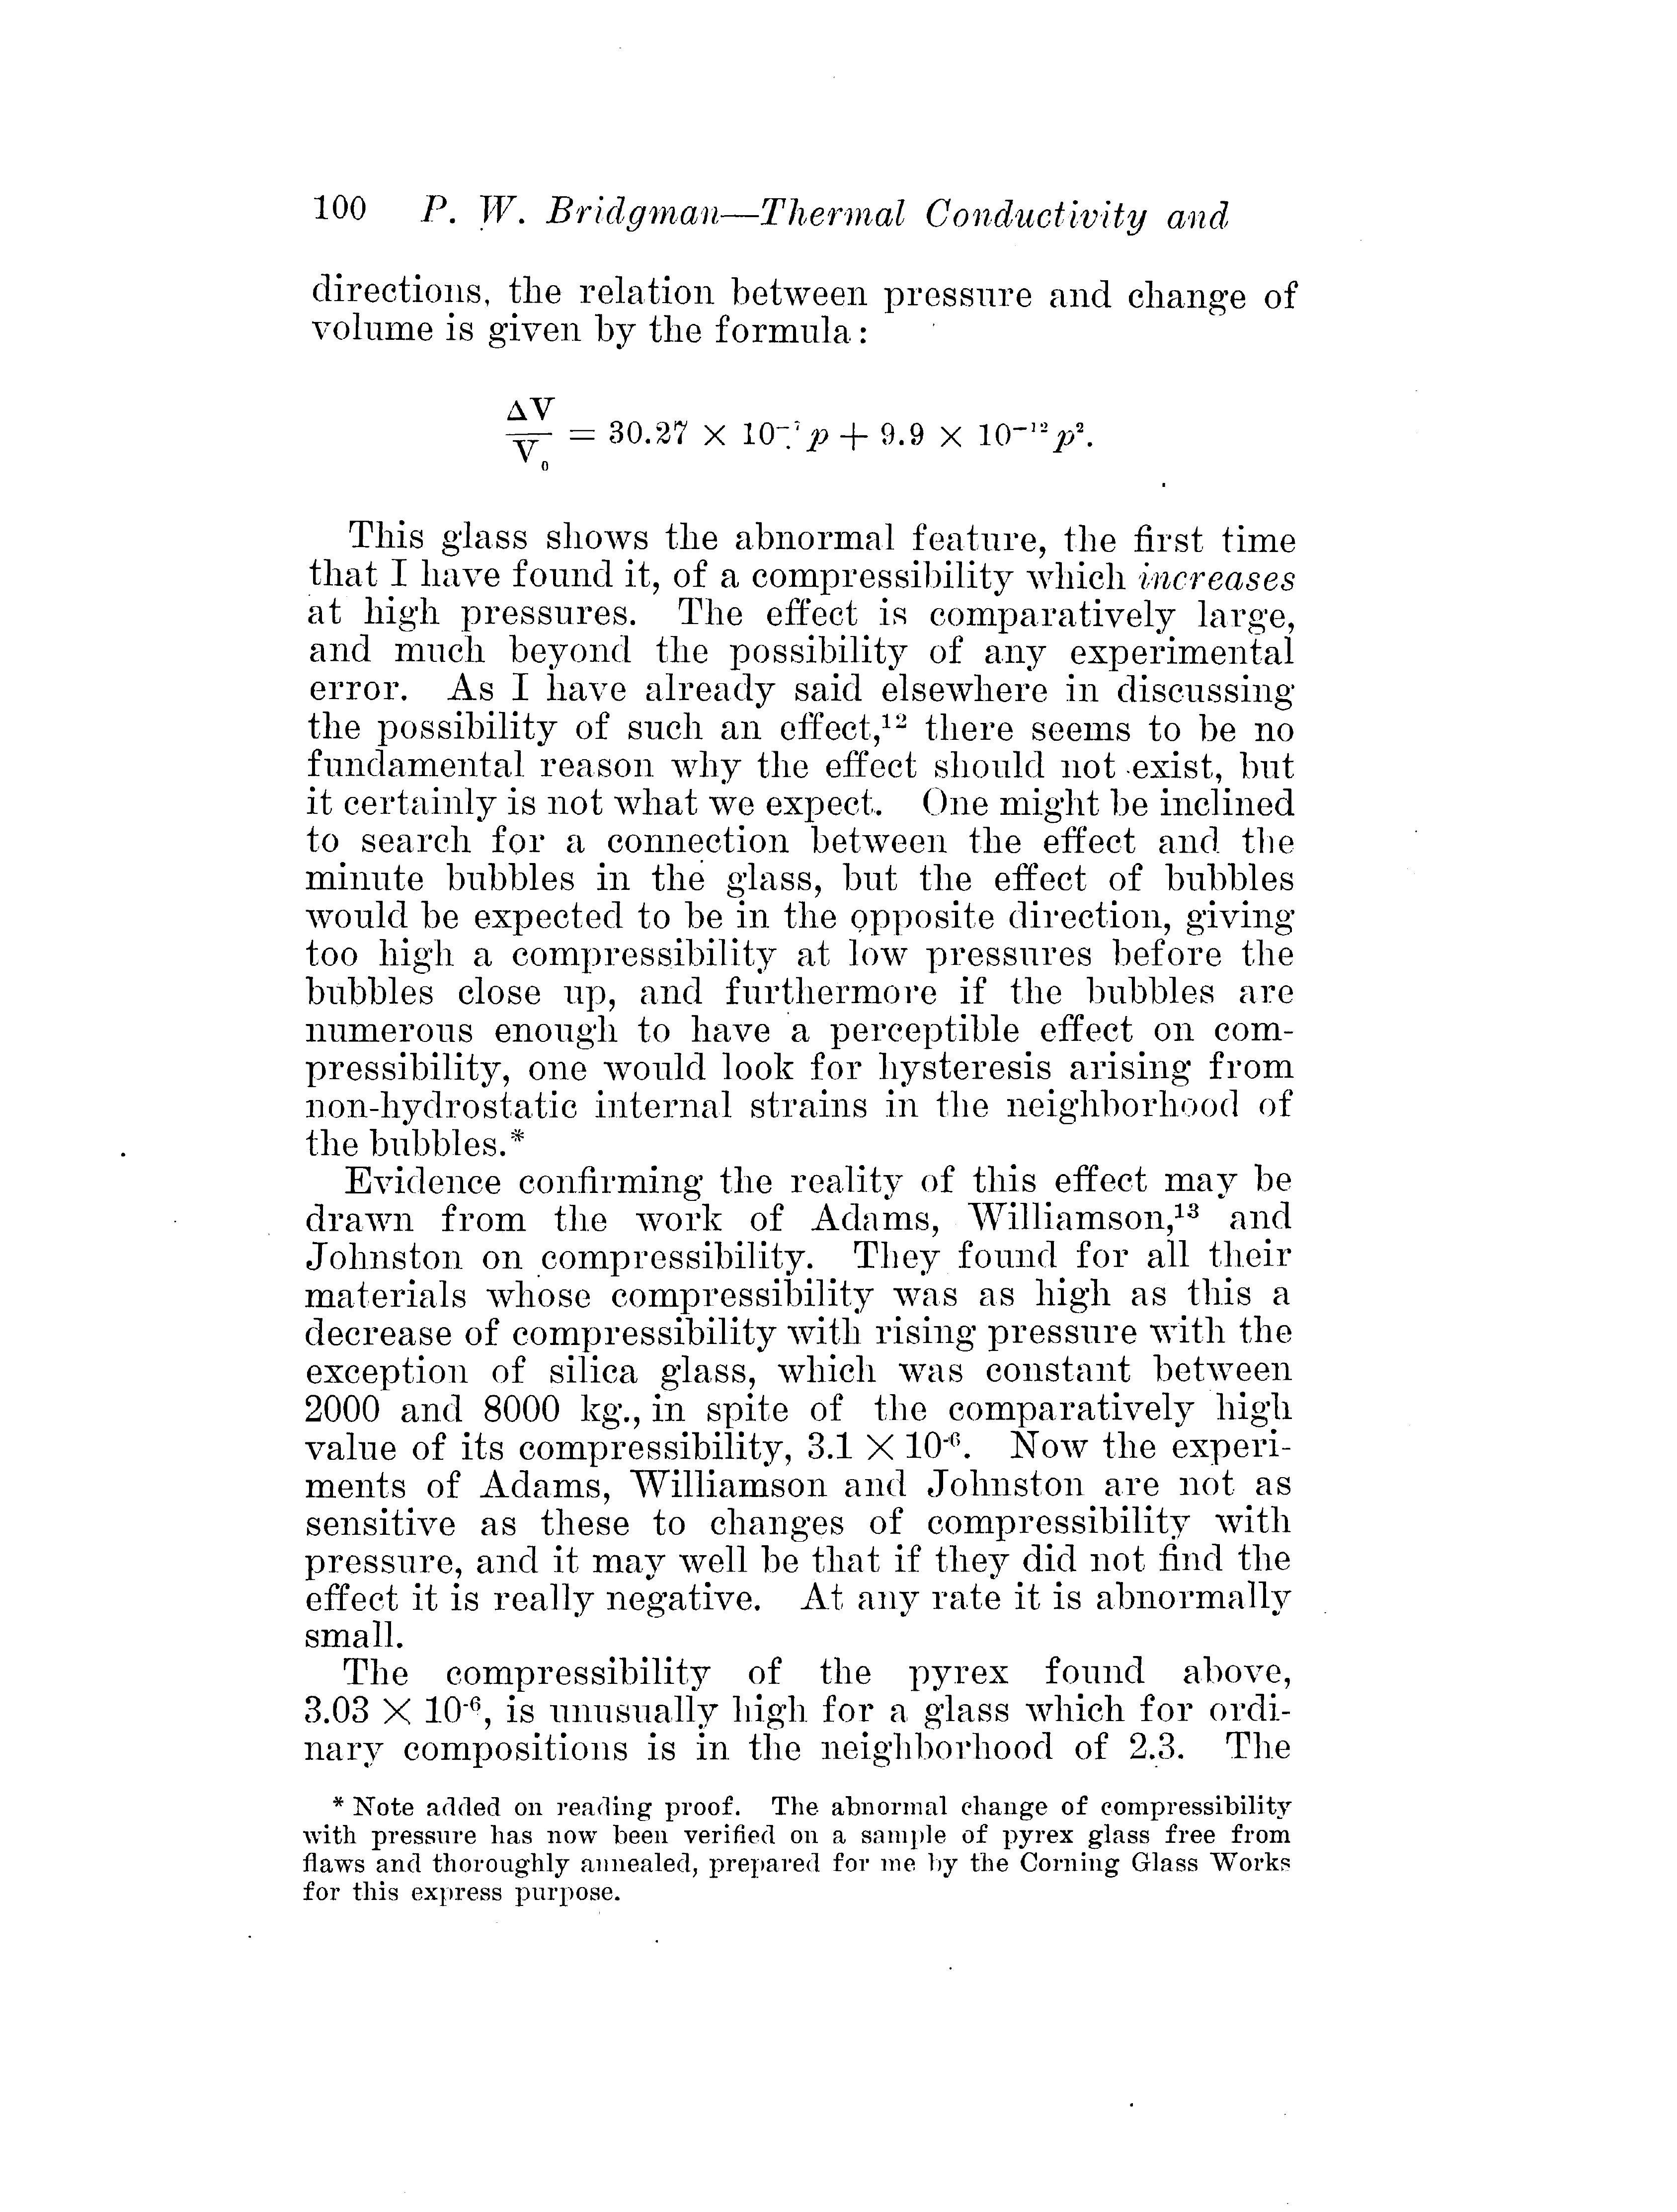 100 P. W. Bridgman—Thermal Conductivity and
directions, the relation between pressure and change of
volume is given by the formula:
ΔV/V₀ = 30.27 × 10⁻⁷ p + 9.9 × 10⁻¹² p².
This glass shows the abnormal feature, the first time
that I have found it, of a compressibility which increases
at high pressures. The effect is comparatively large,
and much beyond the possibility of any experimental
error. As I have already said elsewhere in discussing
the possibility of such an effect,¹² there seems to be no
fundamental reason why the effect should not exist, but
it certainly is not what we expect. One might be inclined
to search for a connection between the effect and the
minute bubbles in the glass, but the effect of bubbles
would be expected to be in the opposite direction, giving
too high a compressibility at low pressures before the
bubbles close up, and furthermore if the bubbles are
numerous enough to have a perceptible effect on com-
pressibility, one would look for hysteresis arising from
non-hydrostatic internal strains in the neighborhood of
the bubbles.*
Evidence confirming the reality of this effect may be
drawn from the work of Adams, Williamson,¹³ and
Johnston on compressibility. They found for all their
materials whose compressibility was as high as this a
decrease of compressibility with rising pressure with the
exception of silica glass, which was constant between
2000 and 8000 kg., in spite of the comparatively high
value of its compressibility, 3.1 × 10⁻⁶. Now the experi-
ments of Adams, Williamson and Johnston are not as
sensitive as these to changes of compressibility with
pressure, and it may well be that if they did not find the
effect it is really negative. At any rate it is abnormally
small.
The compressibility of the pyrex found above,
3.03 × 10⁻⁶, is unusually high for a glass which for ordi-
nary compositions is in the neighborhood of 2.3. The
* Note added on reading proof. The abnormal change of compressibility
with pressure has now been verified on a sample of pyrex glass free from
flaws and thoroughly annealed, prepared for me by the Corning Glass Works
for this express purpose.